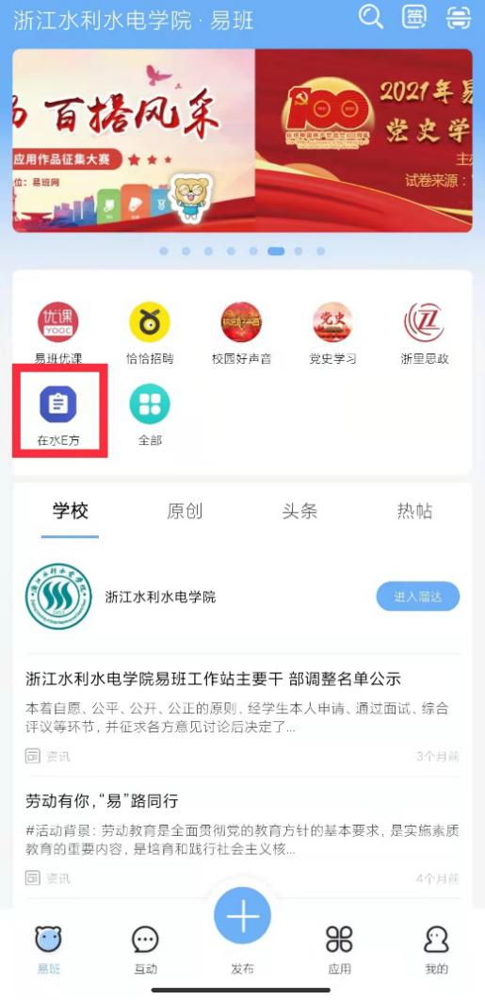 浙江水利水电学院 · 易班
签
百搭风采
应用作品征集大赛
位：易班网
100
2021年易
党史学
主
试卷来源：
优课
YOOC
党史
易班优课
恰恰招聘
校园好声音
党史学习
浙里思政
在水E方
全部
学校
原创
头条
热帖
浙江水利水电学院
进入溜达
浙江水利水电学院易班工作站主要干 部调整名单公示
本着自愿、公平、公开、公正的原则，经学生本人申请、通过面试、综合
评议等环节，并征求各方意见讨论后决定了...
资讯
3个月前
劳动有你，“易”路同行
#活动背景：劳动教育是全面贯彻党的教育方针的基本要求，是实施素质
教育的重要内容，是培育和践行社会主义核...
资讯
4个月前
易班
互动
发布
应用
我的